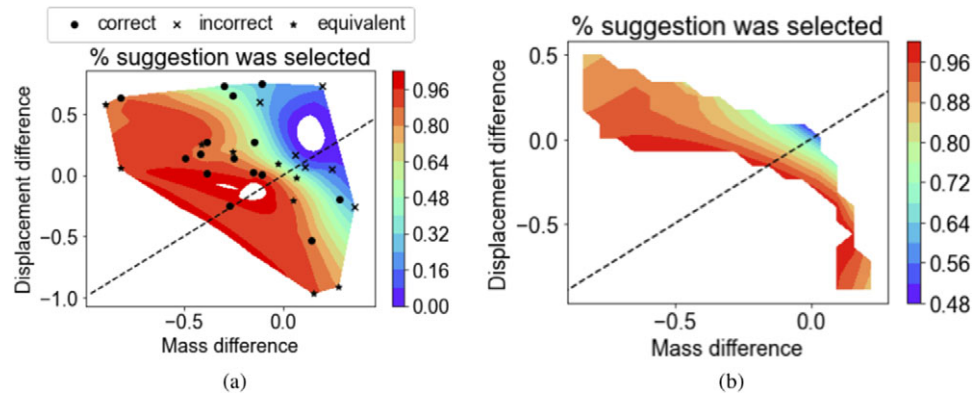 correct incorrect equivalent
% suggestion was selected
Displacement difference
0.5
0.0
−0.5
−1.0
−0.5 0.0
Mass difference
0.96
0.80
0.64
0.48
0.32
0.16
0.00
(a)
% suggestion was selected
Displacement difference
0.5
0.0
−0.5
−0.5 0.0
Mass difference
0.96
0.88
0.80
0.72
0.64
0.56
0.48
(b)